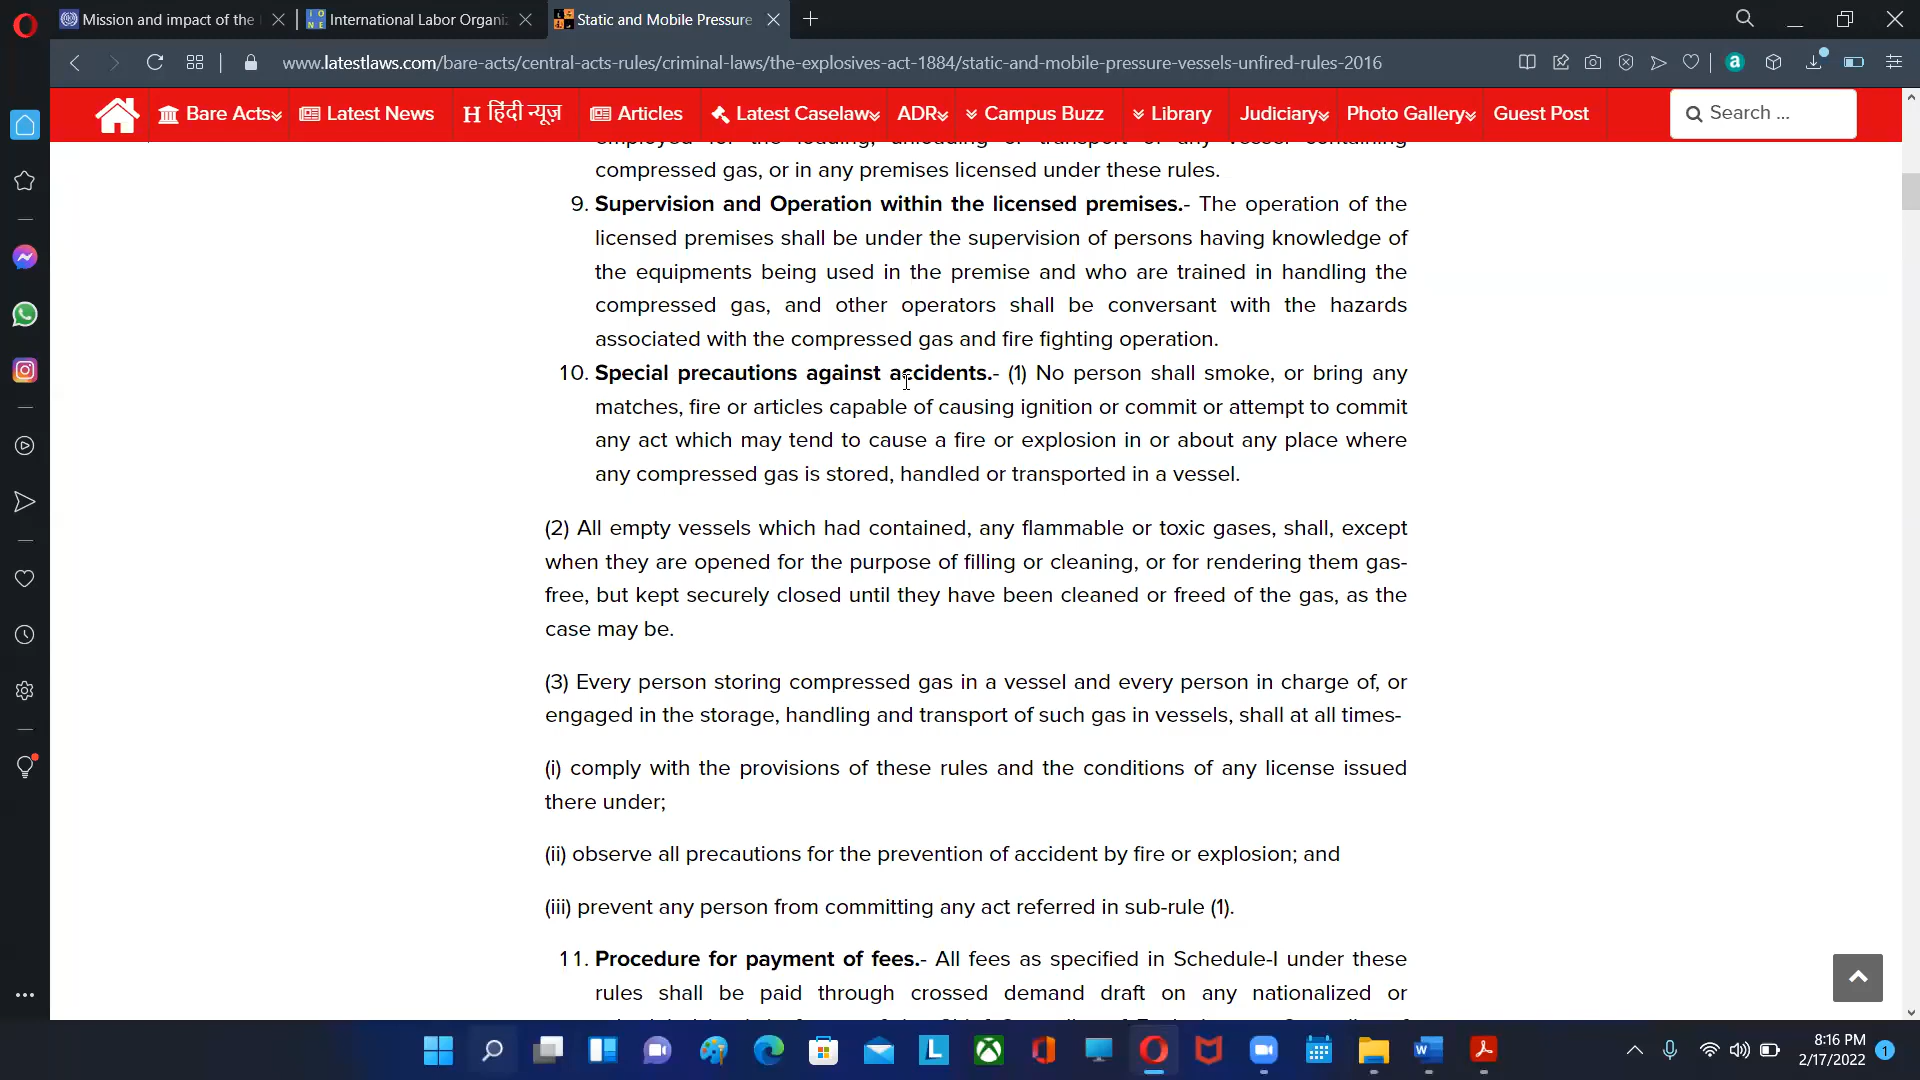 Mission and impact of the
International Labor Organiz
Static and Mobile Pressure
www.latestlaws.com/bare-acts/central-acts-rules/criminal-laws/the-explosives-act-1884/static-and-mobile-pressure-vessels-unfired-rules-2016
Bare Acts Latest News H हिंदी न्यूज़ Articles Latest Caselaw ADR Campus Buzz Library Judiciary Photo Gallery Guest Post Search ...
employed for the loading, unloading or transport of any vessel containing
compressed gas, or in any premises licensed under these rules.
9. Supervision and Operation within the licensed premises.- The operation of the
licensed premises shall be under the supervision of persons having knowledge of
the equipments being used in the premise and who are trained in handling the
compressed gas, and other operators shall be conversant with the hazards
associated with the compressed gas and fire fighting operation.
10. Special precautions against accidents.- (1) No person shall smoke, or bring any
matches, fire or articles capable of causing ignition or commit or attempt to commit
any act which may tend to cause a fire or explosion in or about any place where
any compressed gas is stored, handled or transported in a vessel.
(2) All empty vessels which had contained, any flammable or toxic gases, shall, except
when they are opened for the purpose of filling or cleaning, or for rendering them gas-
free, but kept securely closed until they have been cleaned or freed of the gas, as the
case may be.
(3) Every person storing compressed gas in a vessel and every person in charge of, or
engaged in the storage, handling and transport of such gas in vessels, shall at all times-
(i) comply with the provisions of these rules and the conditions of any license issued
there under;
(ii) observe all precautions for the prevention of accident by fire or explosion; and
(iii) prevent any person from committing any act referred in sub-rule (1).
11. Procedure for payment of fees.- All fees as specified in Schedule-I under these
rules shall be paid through crossed demand draft on any nationalized or
8:16 PM
2/17/2022
1